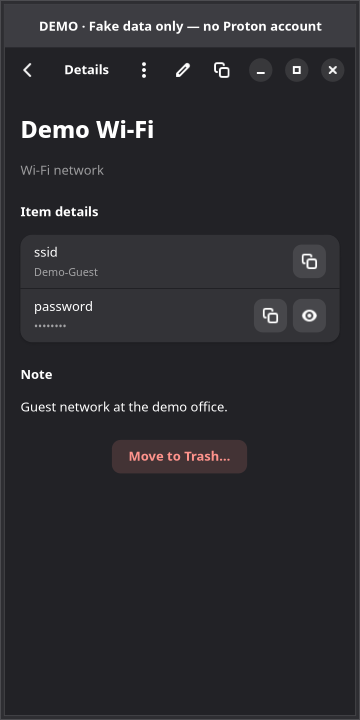 DEMO · Fake data only — no Proton account
Details
Demo Wi-Fi
Wi-Fi network
Item details
ssid
Demo-Guest
password
••••••••
Note
Guest network at the demo office.
Move to Trash...